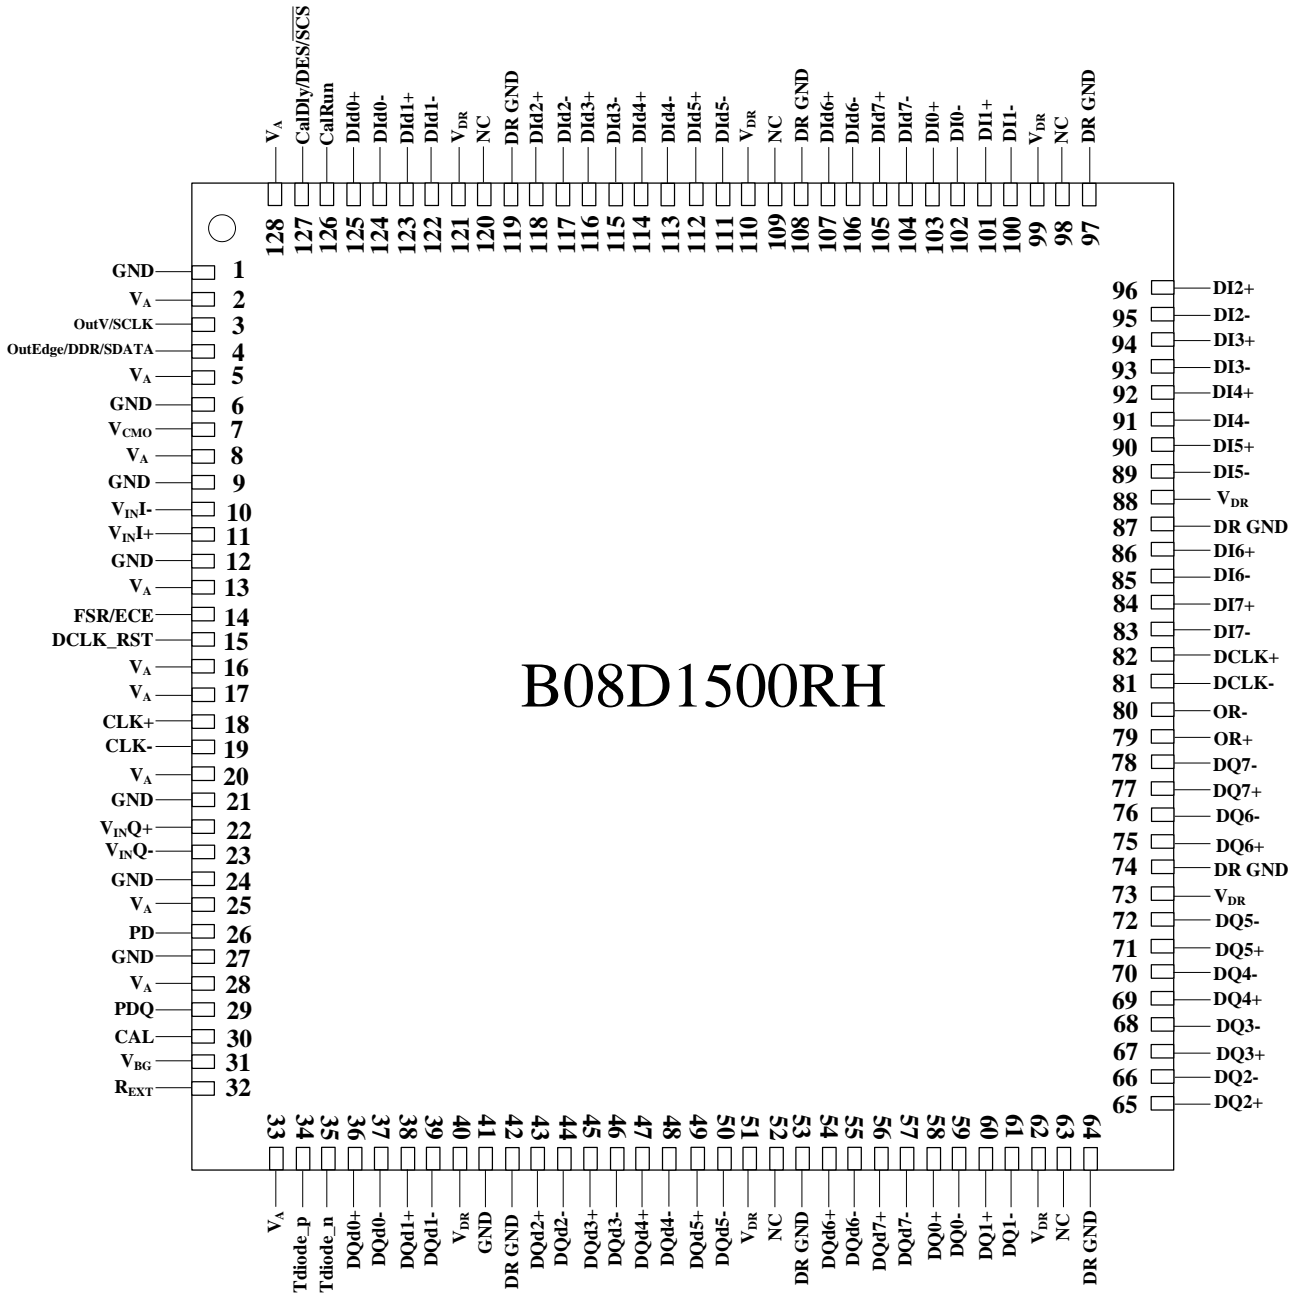 V_A
CalDly/DES/SCS
CalRun
DId0+
DId0-
DId1+
DId1-
V_DR
NC
DR GND
DId2+
DId2-
DId3+
DId3-
DId4+
DId4-
DId5+
DId5-
V_DR
NC
DR GND
DId6+
DId6-
DId7+
DId7-
DI0+
DI0-
DI1+
DI1-
V_DR
NC
DR GND
128
127
126
125
124
123
122
121
120
119
118
117
116
115
114
113
112
111
110
109
108
107
106
105
104
103
102
101
100
99
98
97
GND 1
V_A 2
OutV/SCLK 3
OutEdge/DDR/SDATA 4
V_A 5
GND 6
V_CMO 7
V_A 8
GND 9
V_INI- 10
V_INI+ 11
GND 12
V_A 13
FSR/ECE 14
DCLK_RST 15
V_A 16
V_A 17
CLK+ 18
CLK- 19
V_A 20
GND 21
V_INQ+ 22
V_INQ- 23
GND 24
V_A 25
PD 26
GND 27
V_A 28
PDQ 29
CAL 30
V_BG 31
R_EXT 32
B08D1500RH
96 DI2+
95 DI2-
94 DI3+
93 DI3-
92 DI4+
91 DI4-
90 DI5+
89 DI5-
88 V_DR
87 DR GND
86 DI6+
85 DI6-
84 DI7+
83 DI7-
82 DCLK+
81 DCLK-
80 OR-
79 OR+
78 DQ7-
77 DQ7+
76 DQ6-
75 DQ6+
74 DR GND
73 V_DR
72 DQ5-
71 DQ5+
70 DQ4-
69 DQ4+
68 DQ3-
67 DQ3+
66 DQ2-
65 DQ2+
33
34
35
36
37
38
39
40
41
42
43
44
45
46
47
48
49
50
51
52
53
54
55
56
57
58
59
60
61
62
63
64
V_A
Tdiode_p
Tdiode_n
DQd0+
DQd0-
DQd1+
DQd1-
V_DR
GND
DR GND
DQd2+
DQd2-
DQd3+
DQd3-
DQd4+
DQd4-
DQd5+
DQd5-
V_DR
NC
DR GND
DQd6+
DQd6-
DQd7+
DQd7-
DQ0+
DQ0-
DQ1+
DQ1-
V_DR
NC
DR GND